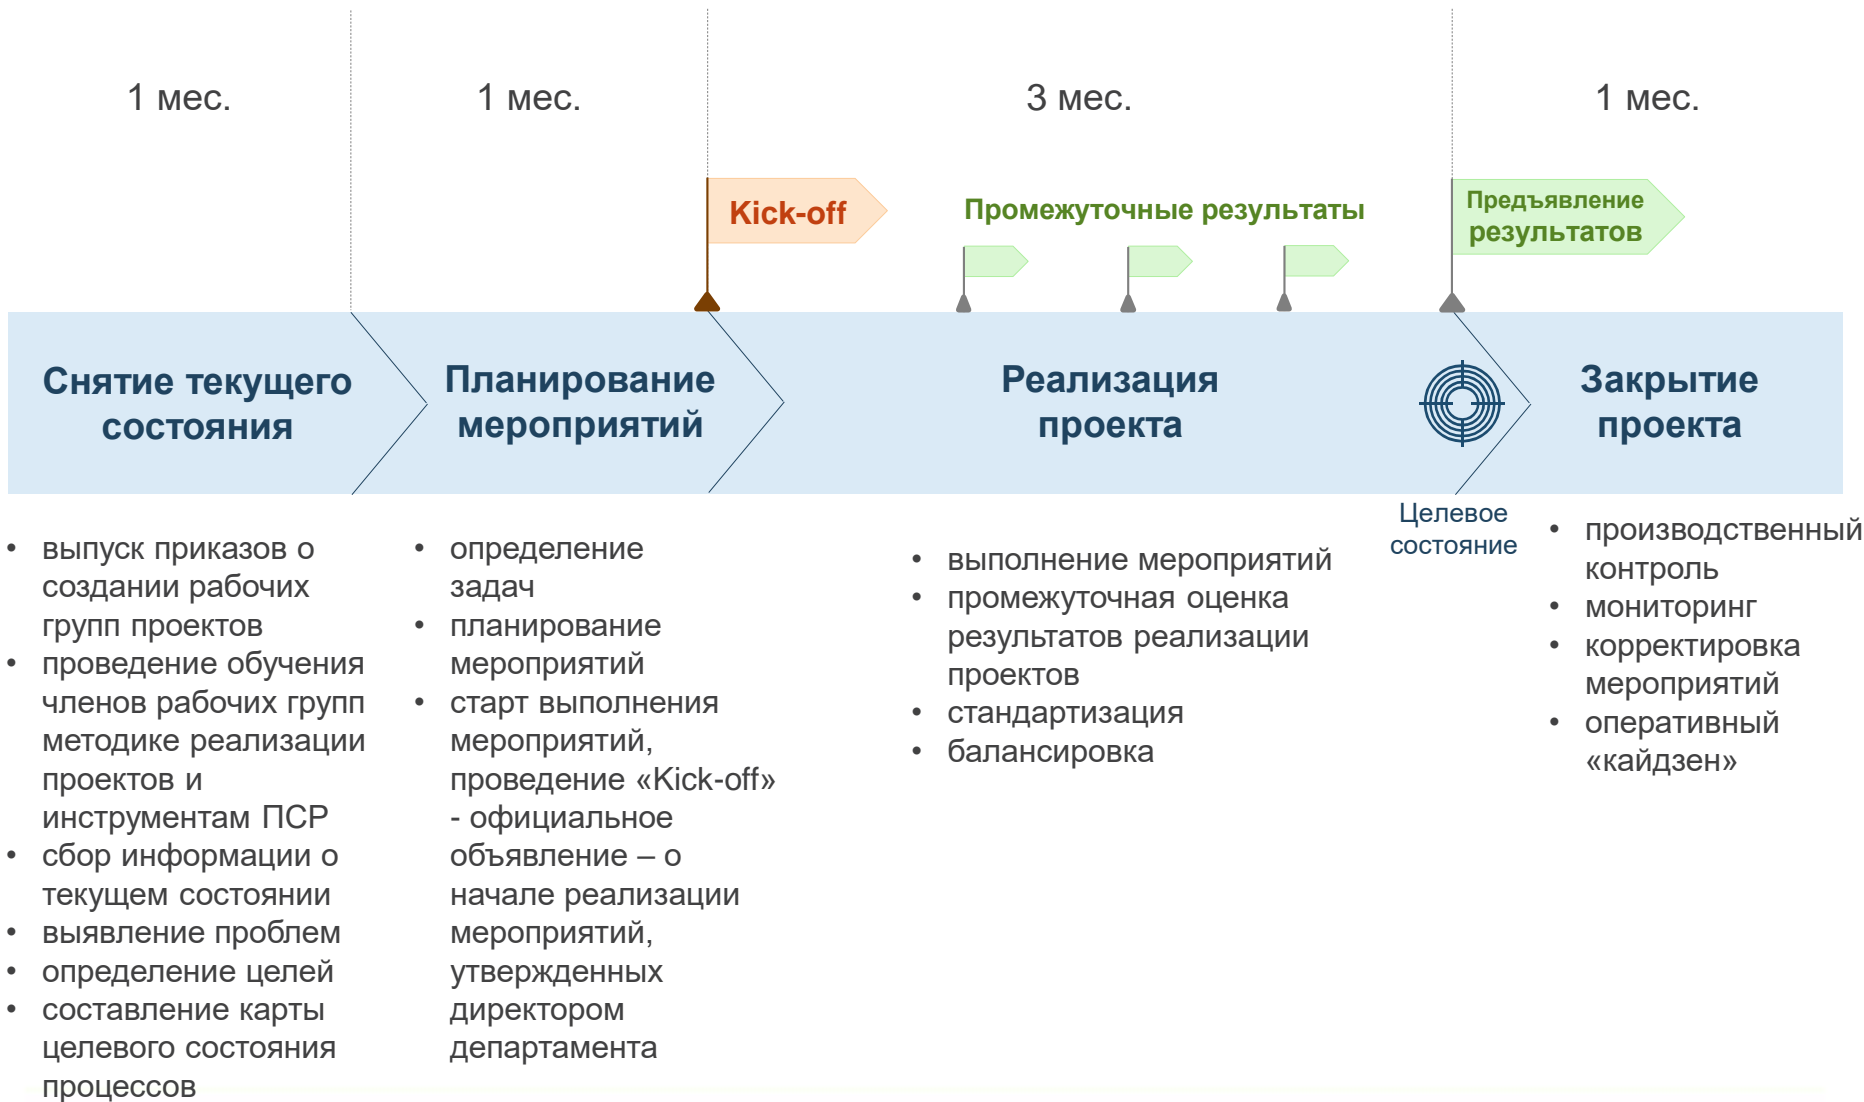 1 мес.
1 мес.
3 мес.
1 мес.
Kick-off
Промежуточные результаты
Предъявление
результатов
Снятие текущего
состояния
Планирование
мероприятий
Реализация
проекта
Закрытие
проекта
Целевое
состояние
• выпуск приказов о
создании рабочих
групп проектов
• проведение обучения
членов рабочих групп
методике реализации
проектов и
инструментам ПСР
• сбор информации о
текущем состоянии
• выявление проблем
• определение целей
• составление карты
целевого состояния
процессов
• определение
задач
• планирование
мероприятий
• старт выполнения
мероприятий,
проведение «Kick-off»
- официальное
объявление – о
начале реализации
мероприятий,
утвержденных
директором
департамента
• выполнение мероприятий
• промежуточная оценка
результатов реализации
проектов
• стандартизация
• балансировка
• производственный
контроль
• мониторинг
• корректировка
мероприятий
• оперативный
«кайдзен»